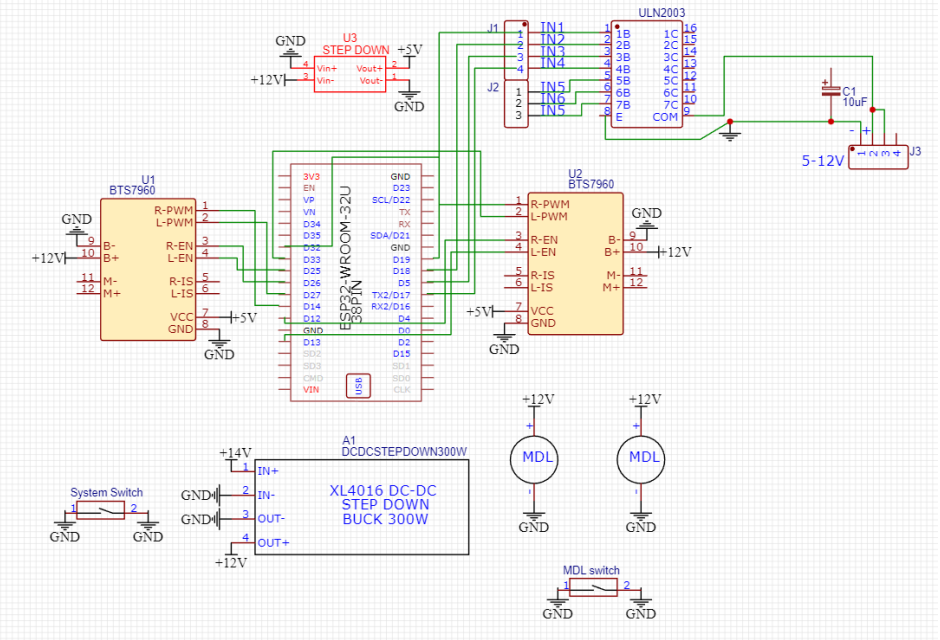 ULN2003
J1
1
2
3
4
IN1
IN2
IN3
IN4
J2
1
2
3
IN5
IN6
IN5
1
2
3
4
5
6
7
8
1B
2B
3B
4B
5B
6B
7B
E
1C
2C
3C
4C
5C
6C
7C
COM
16
15
14
13
12
11
10
9
+
C1
10uF
- +
5-12V
1 2 3 4
J3
U3
STEP DOWN
GND
+5V
4 Vin+ Vout+ 2
+12V 3 Vin- Vout- 1
GND
U1
BTS7960
GND
+12V
9 B-
10 B+
11 M-
12 M+
R-PWM 1
L-PWM 2
R-EN 3
L-EN 4
R-IS 5
L-IS 6
VCC 7 +5V
GND 8
GND
3V3
EN
VP
VN
D34
D35
D32
D33
D25
D26
D27
D14
D12
GND
D13
SD2
SD3
CMD
VIN
ESP32-WROOM-32U
38PIN
USB
GND
D23
SCL/D22
TX
RX
SDA/D21
GND
D19
D18
D5
TX2/D17
RX2/D16
D4
D0
D2
D15
SD1
SD0
CLK
U2
BTS7960
1 R-PWM
2 L-PWM
3 R-EN
4 L-EN
5 R-IS
6 L-IS
+5V 7 VCC
8 GND
GND
GND
B- 9
B+ 10 +12V
M- 11
M+ 12
A1
DCDCSTEPDOWN300W
+14V
1 IN+
GND 2 IN-
GND 3 OUT-
4 OUT+
+12V
XL4016 DC-DC
STEP DOWN
BUCK 300W
System Switch
1 2
GND GND
+12V
+
MDL
-
GND
+12V
+
MDL
-
GND
MDL switch
1 2
GND GND